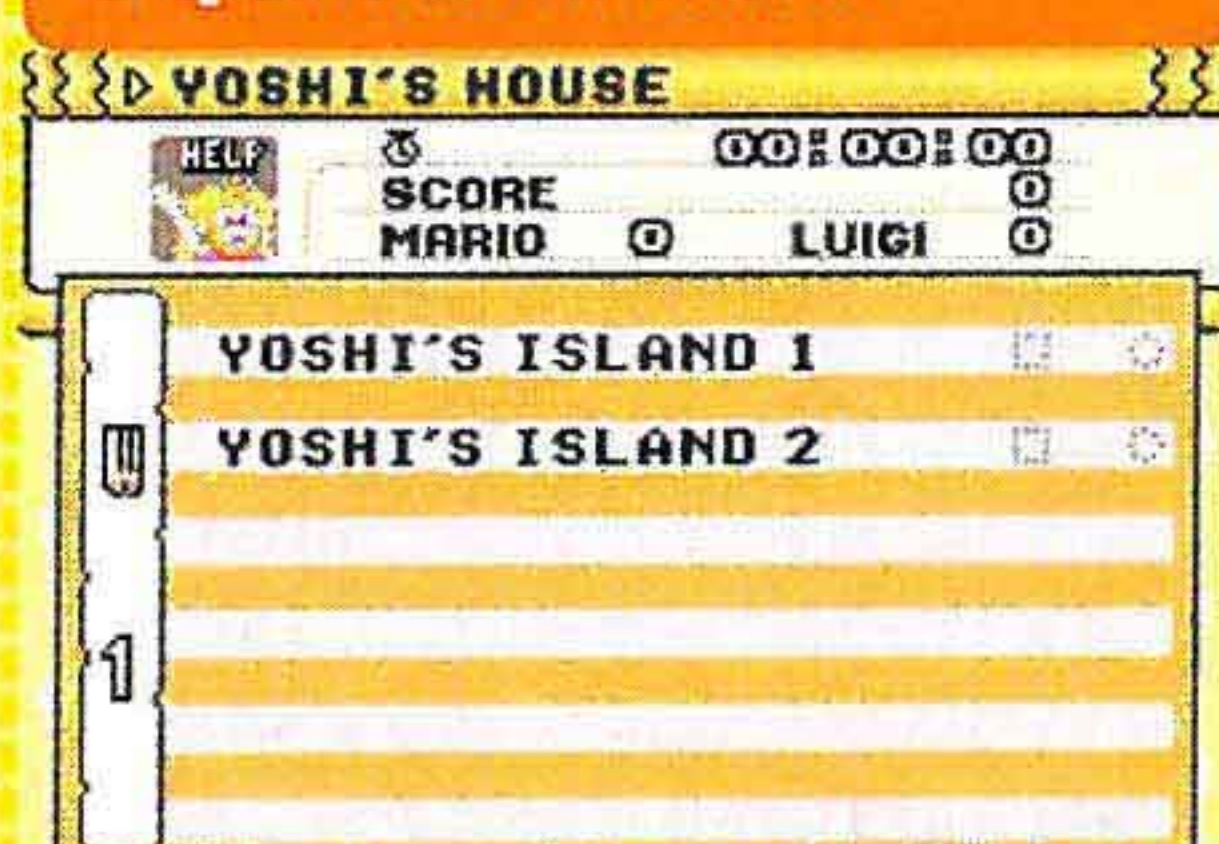 YOSHI'S HOUSE
HELP
00:00:00
SCORE 0
MARIO 0 LUIGI 0
YOSHI'S ISLAND 1
YOSHI'S ISLAND 2
1